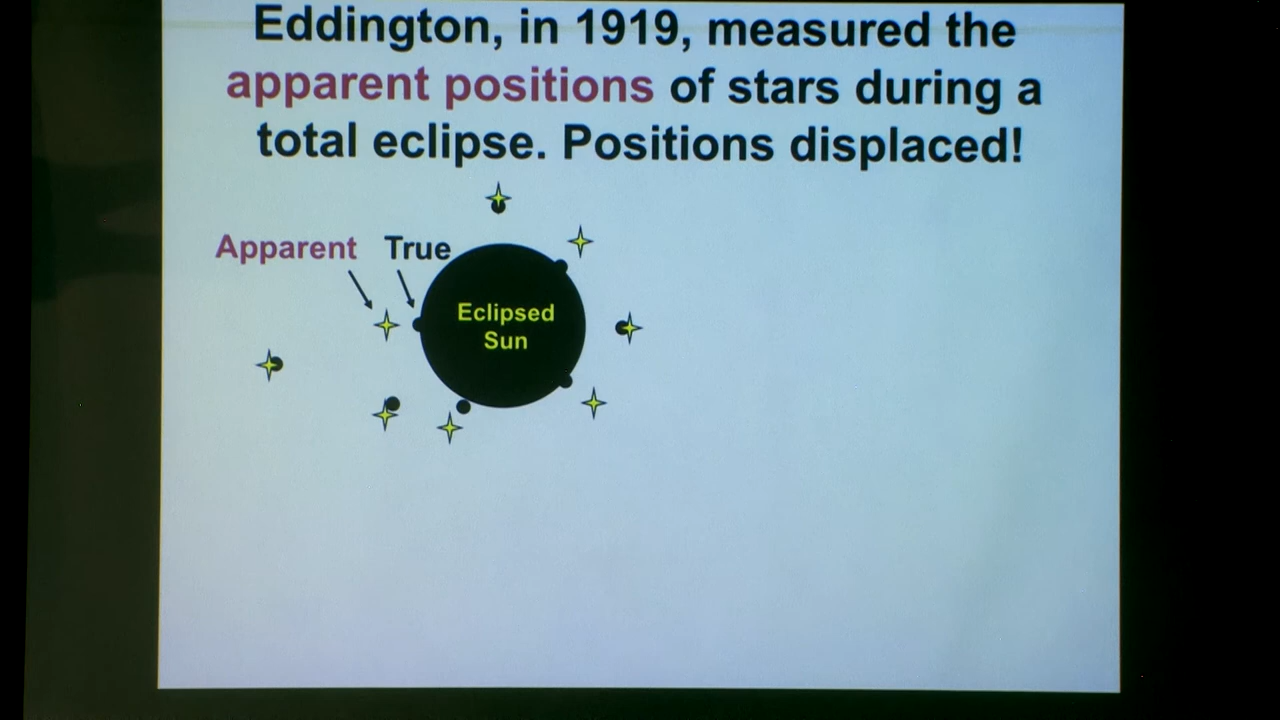 Eddington, in 1919, measured the
apparent positions of stars during a
total eclipse. Positions displaced!
Apparent True
Eclipsed
Sun